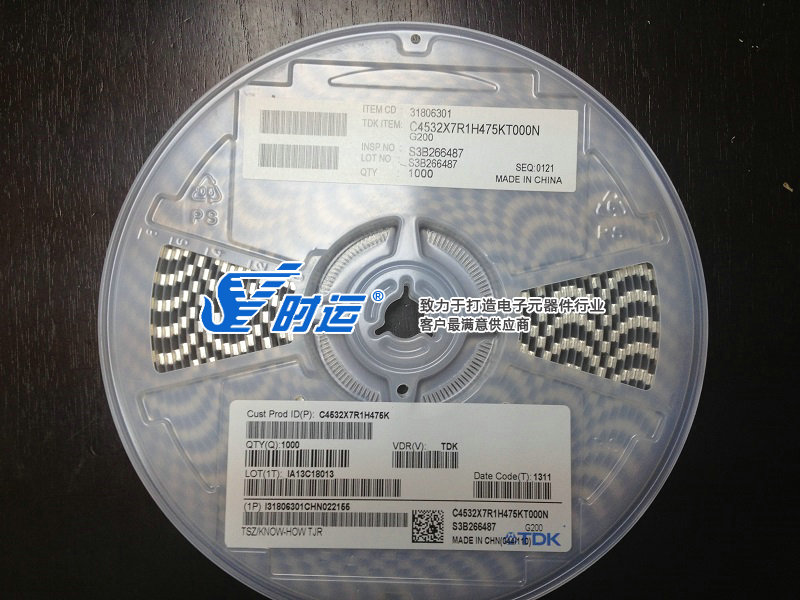 ITEM CD : 31806301
TDK ITEM: C4532X7R1H475KT000N
G200
INSP NO : S3B266487
LOT NO : S3B266487
QTY : 1000
SEQ:0121
MADE IN CHINA
PS
PS
时运®
致力于打造电子元器件行业
客户最满意供应商
Cust Prod ID(P): C4532X7R1H475K
QTY(Q):1000
VDR(V): TDK
LOT(1T): IA13C18013
Date Code(T): 1311
(1P) I31806301CHN022155
TSZ/KNOW-HOW TJR
C4532X7R1H475KT000N
S3B266487 G200
MADE IN CHN(044110)
TDK